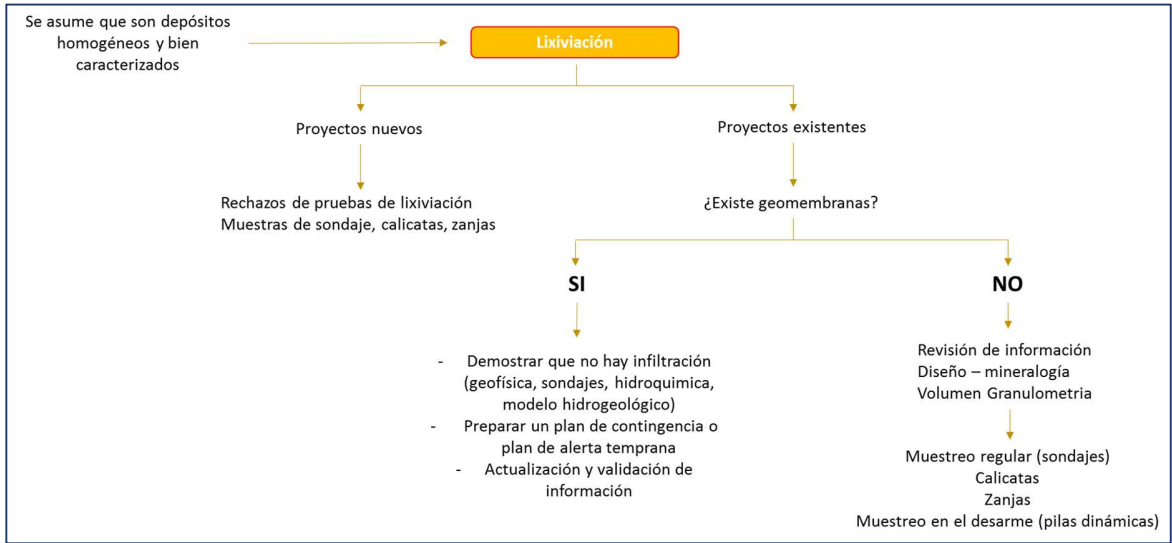 Se asume que son depósitos
homogéneos y bien
caracterizados
Lixiviación
Proyectos nuevos
Proyectos existentes
Rechazos de pruebas de lixiviación
Muestras de sondaje, calicatas, zanjas
¿Existe geomembranas?
SI
NO
- Demostrar que no hay infiltración
(geofísica, sondajes, hidroquimica,
modelo hidrogeológico)
- Preparar un plan de contingencia o
plan de alerta temprana
- Actualización y validación de
información
Revisión de información
Diseño – mineralogía
Volumen Granulometria
Muestreo regular (sondajes)
Calicatas
Zanjas
Muestreo en el desarme (pilas dinámicas)